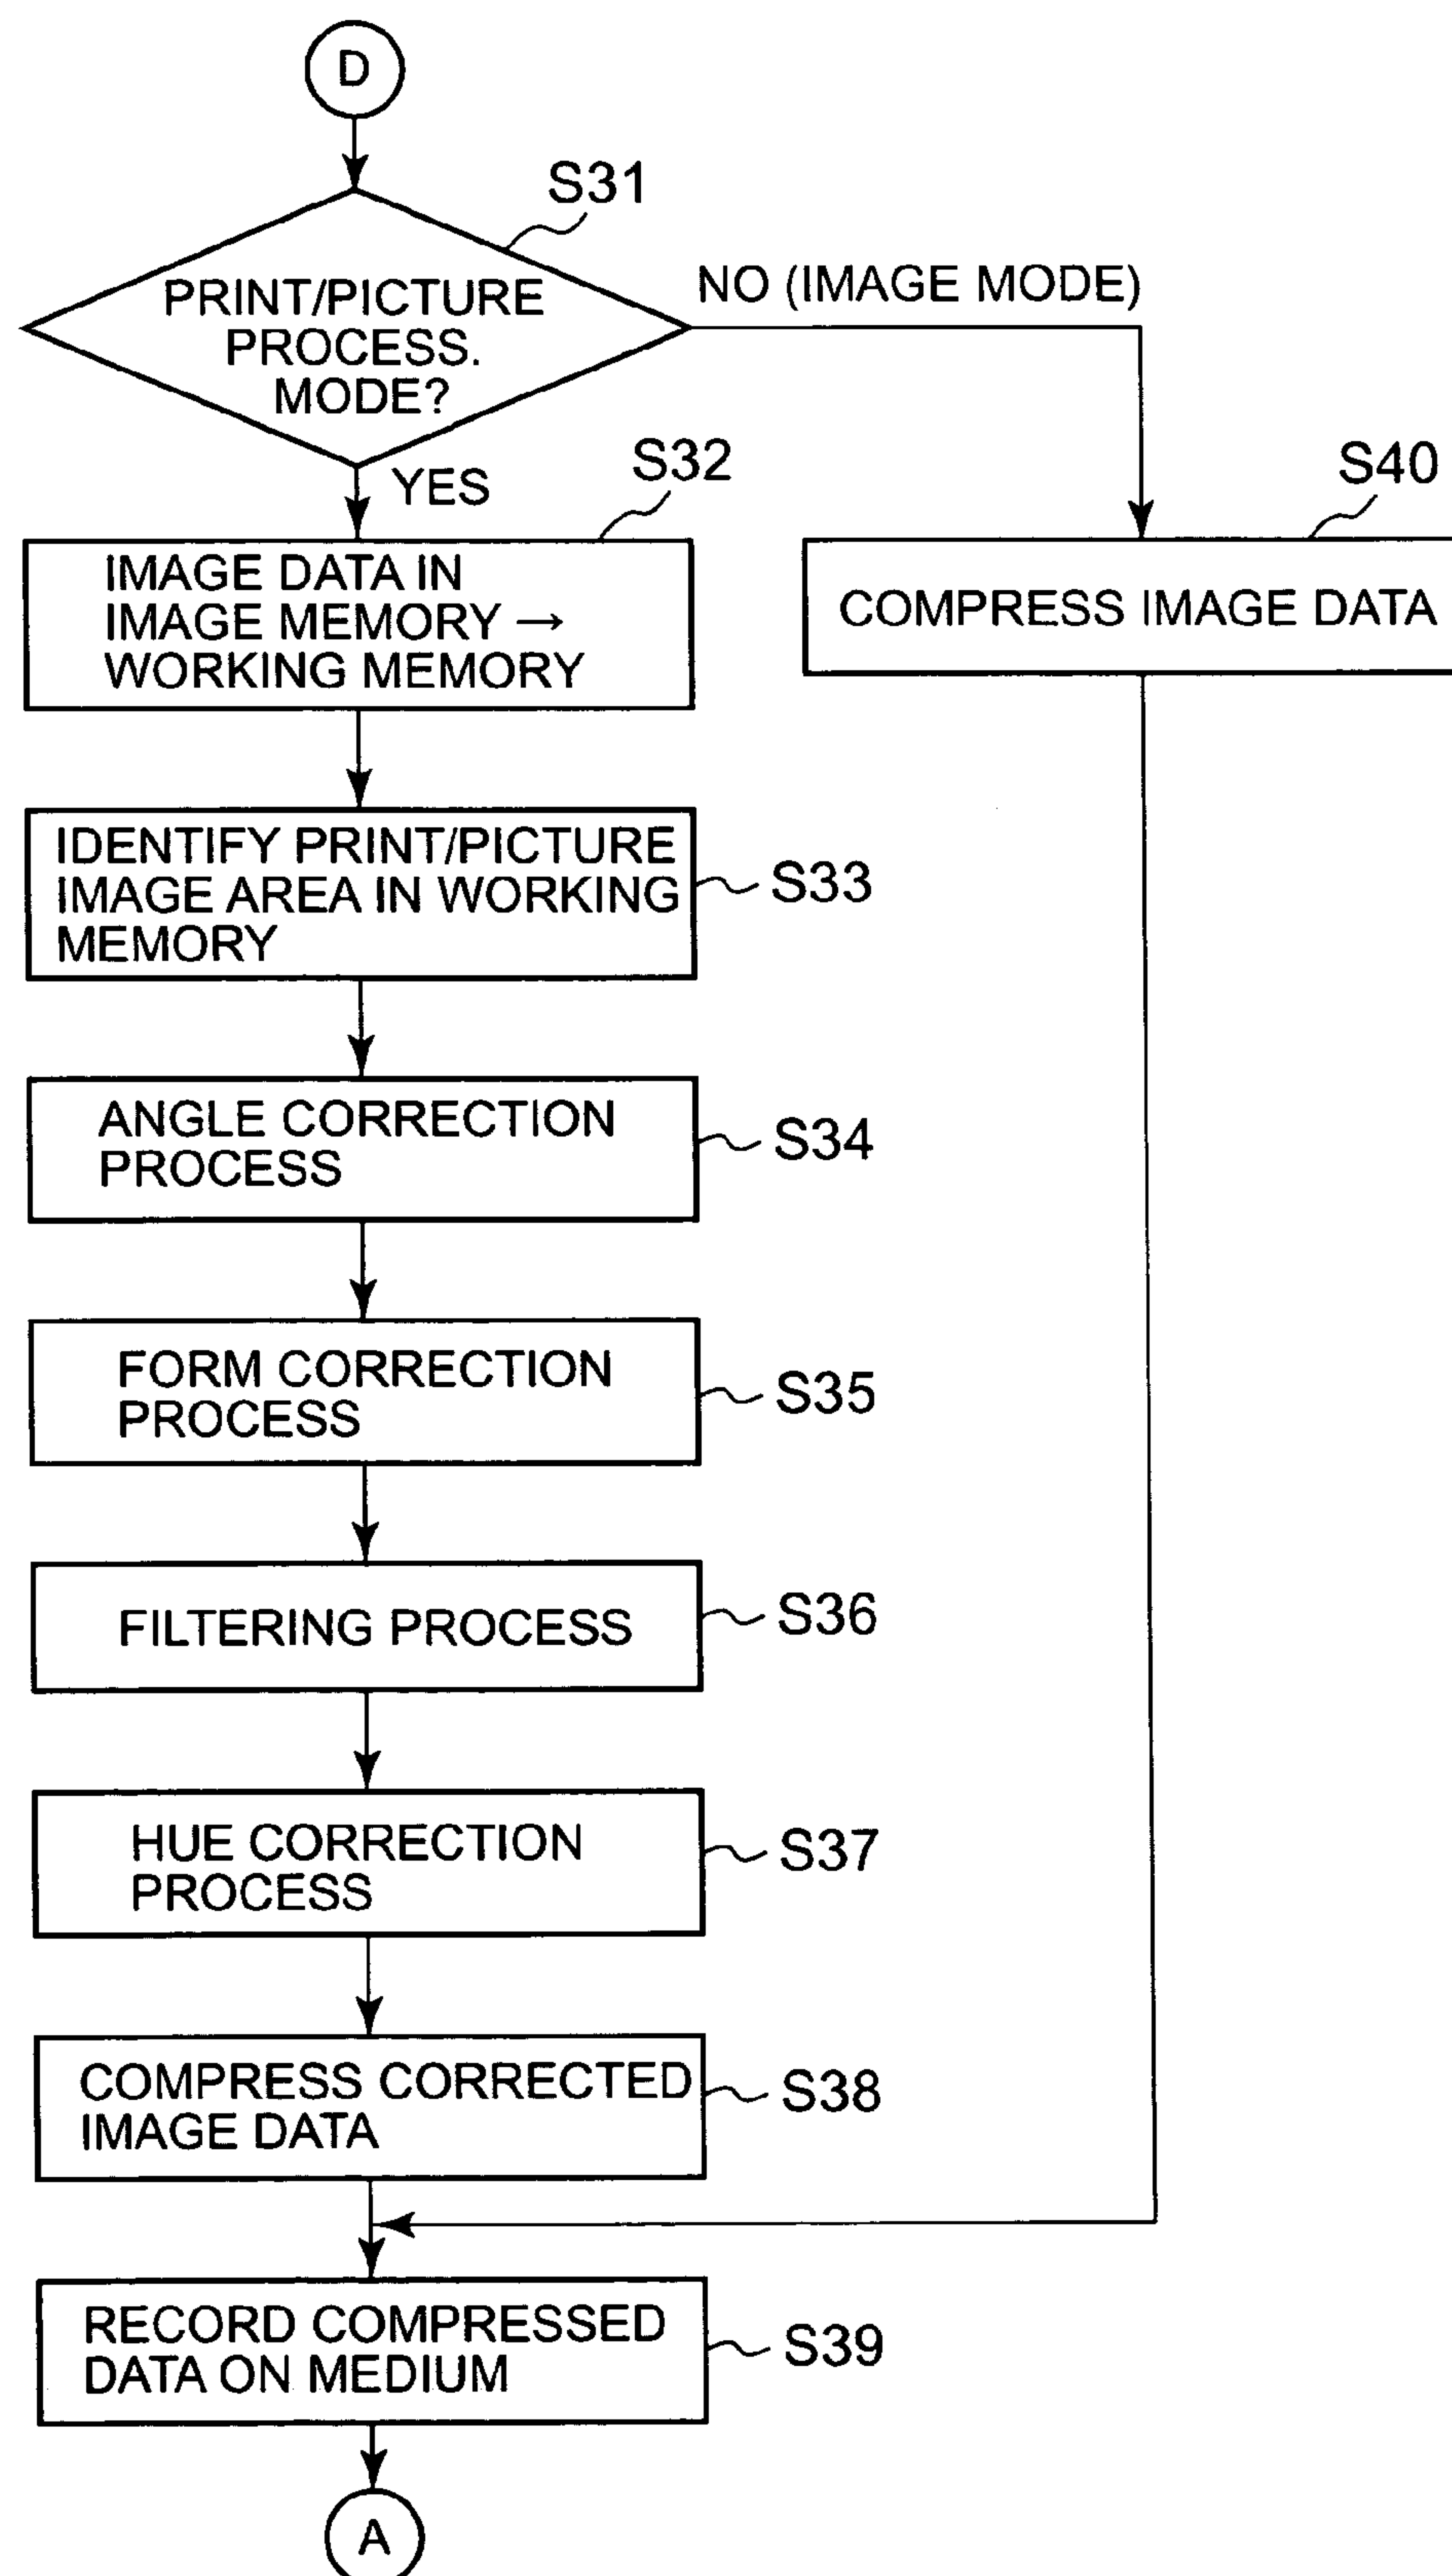 D
S31
PRINT/PICTURE
PROCESS.
MODE?
NO (IMAGE MODE)
YES
S32
S40
IMAGE DATA IN
IMAGE MEMORY →
WORKING MEMORY
COMPRESS IMAGE DATA
IDENTIFY PRINT/PICTURE
IMAGE AREA IN WORKING
MEMORY
S33
ANGLE CORRECTION
PROCESS
S34
FORM CORRECTION
PROCESS
S35
FILTERING PROCESS
S36
HUE CORRECTION
PROCESS
S37
COMPRESS CORRECTED
IMAGE DATA
S38
RECORD COMPRESSED
DATA ON MEDIUM
S39
A